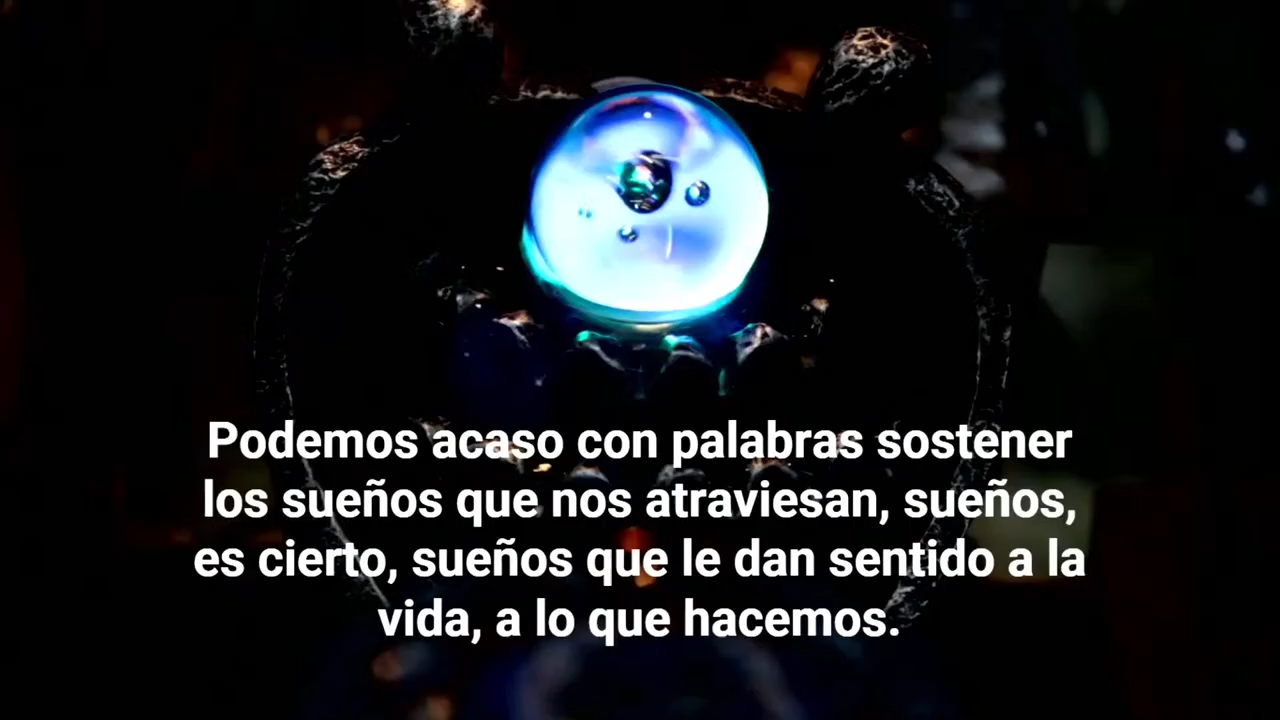 Podemos acaso con palabras sostener
los sueños que nos atraviesan, sueños,
es cierto, sueños que le dan sentido a la
vida, a lo que hacemos.